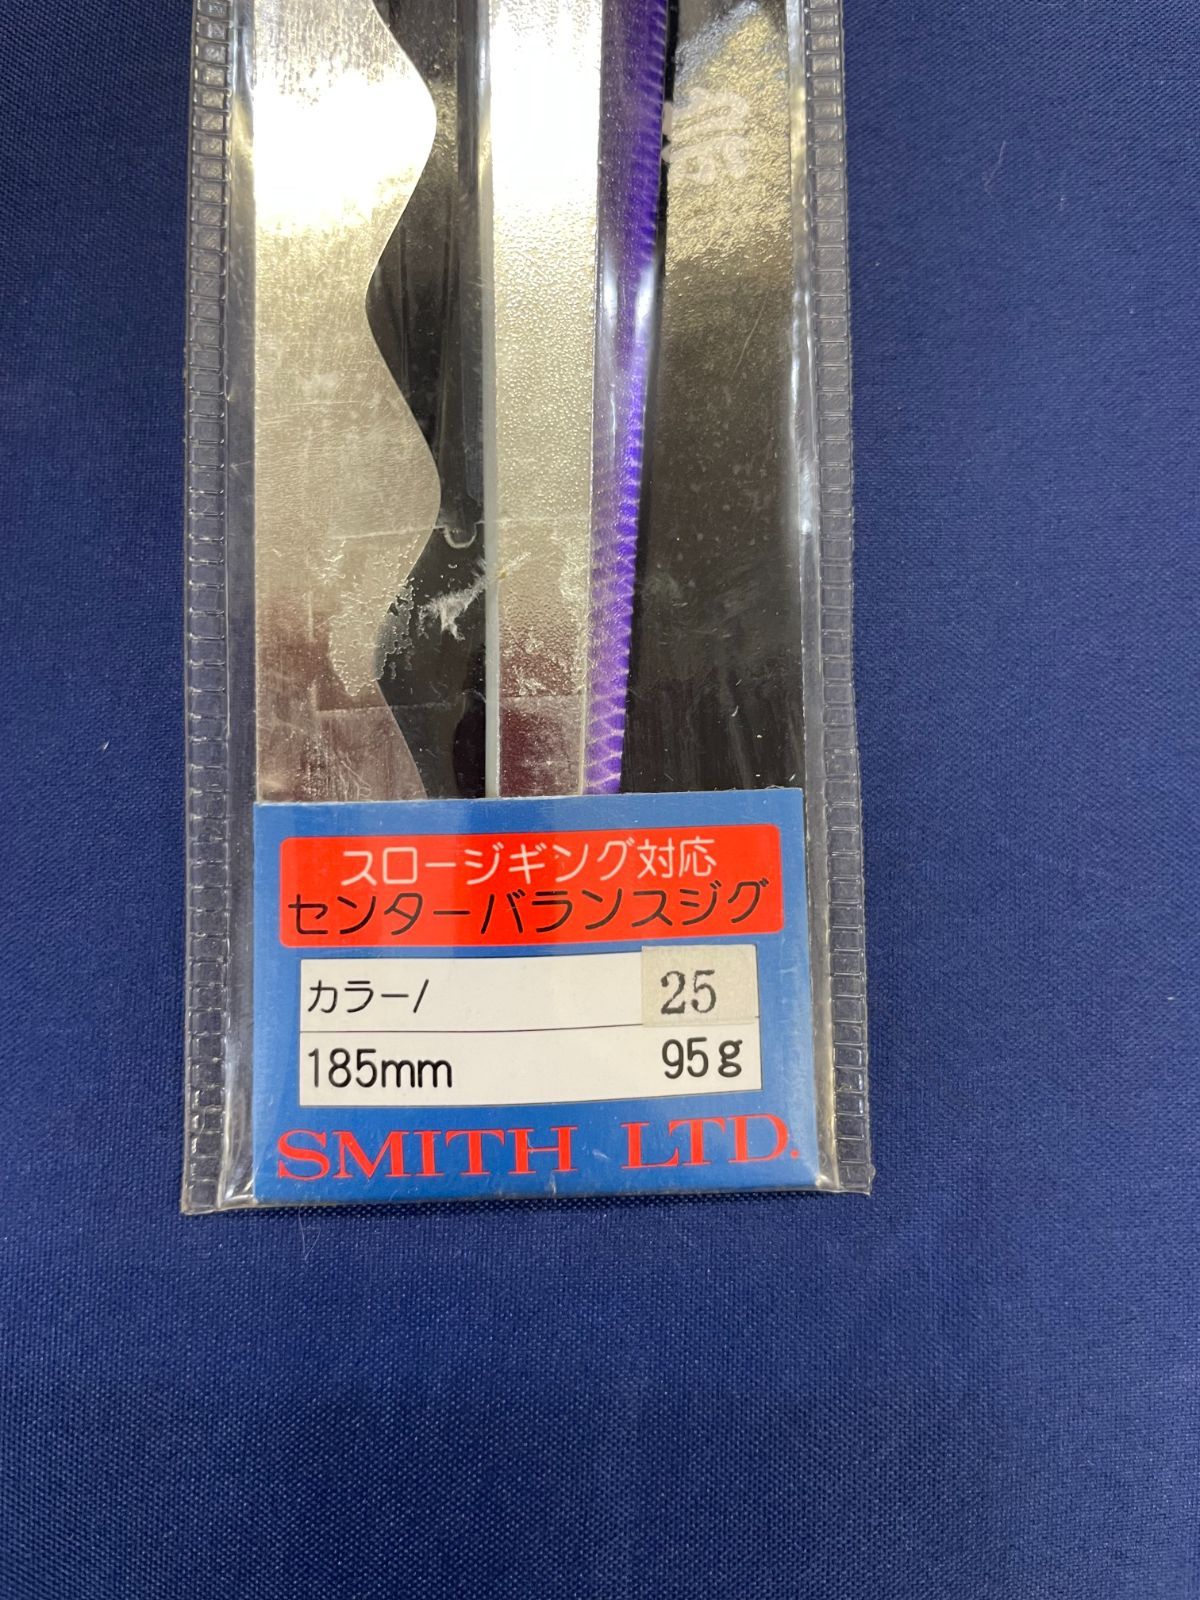 スロージギング対応
センターバランスジグ
カラー/ 25
185mm 95g
SMITH LTD.